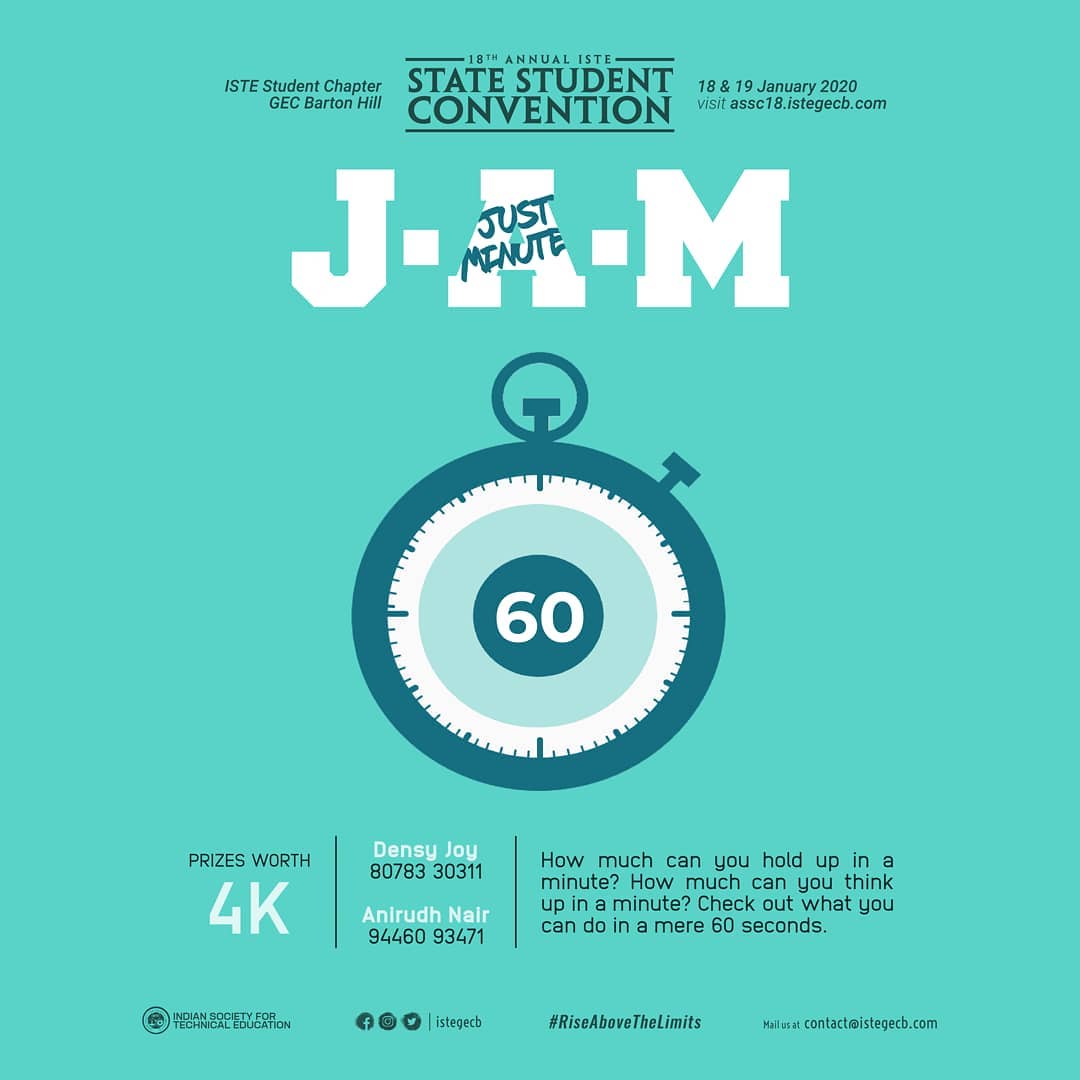 ISTE Student Chapter
GEC Barton Hill
18TH ANNUAL ISTE
STATE STUDENT
CONVENTION
18 & 19 January 2020
visit assc18.istegecb.com
J·A·M
JUST
MINUTE
60
PRIZES WORTH
4K
Densy Joy
80783 30311
Anirudh Nair
94460 93471
How much can you hold up in a
minute? How much can you think
up in a minute? Check out what you
can do in a mere 60 seconds.
INDIAN SOCIETY FOR
TECHNICAL EDUCATION
istegecb
#RiseAboveTheLimits
Mail us at contact@istegecb.com